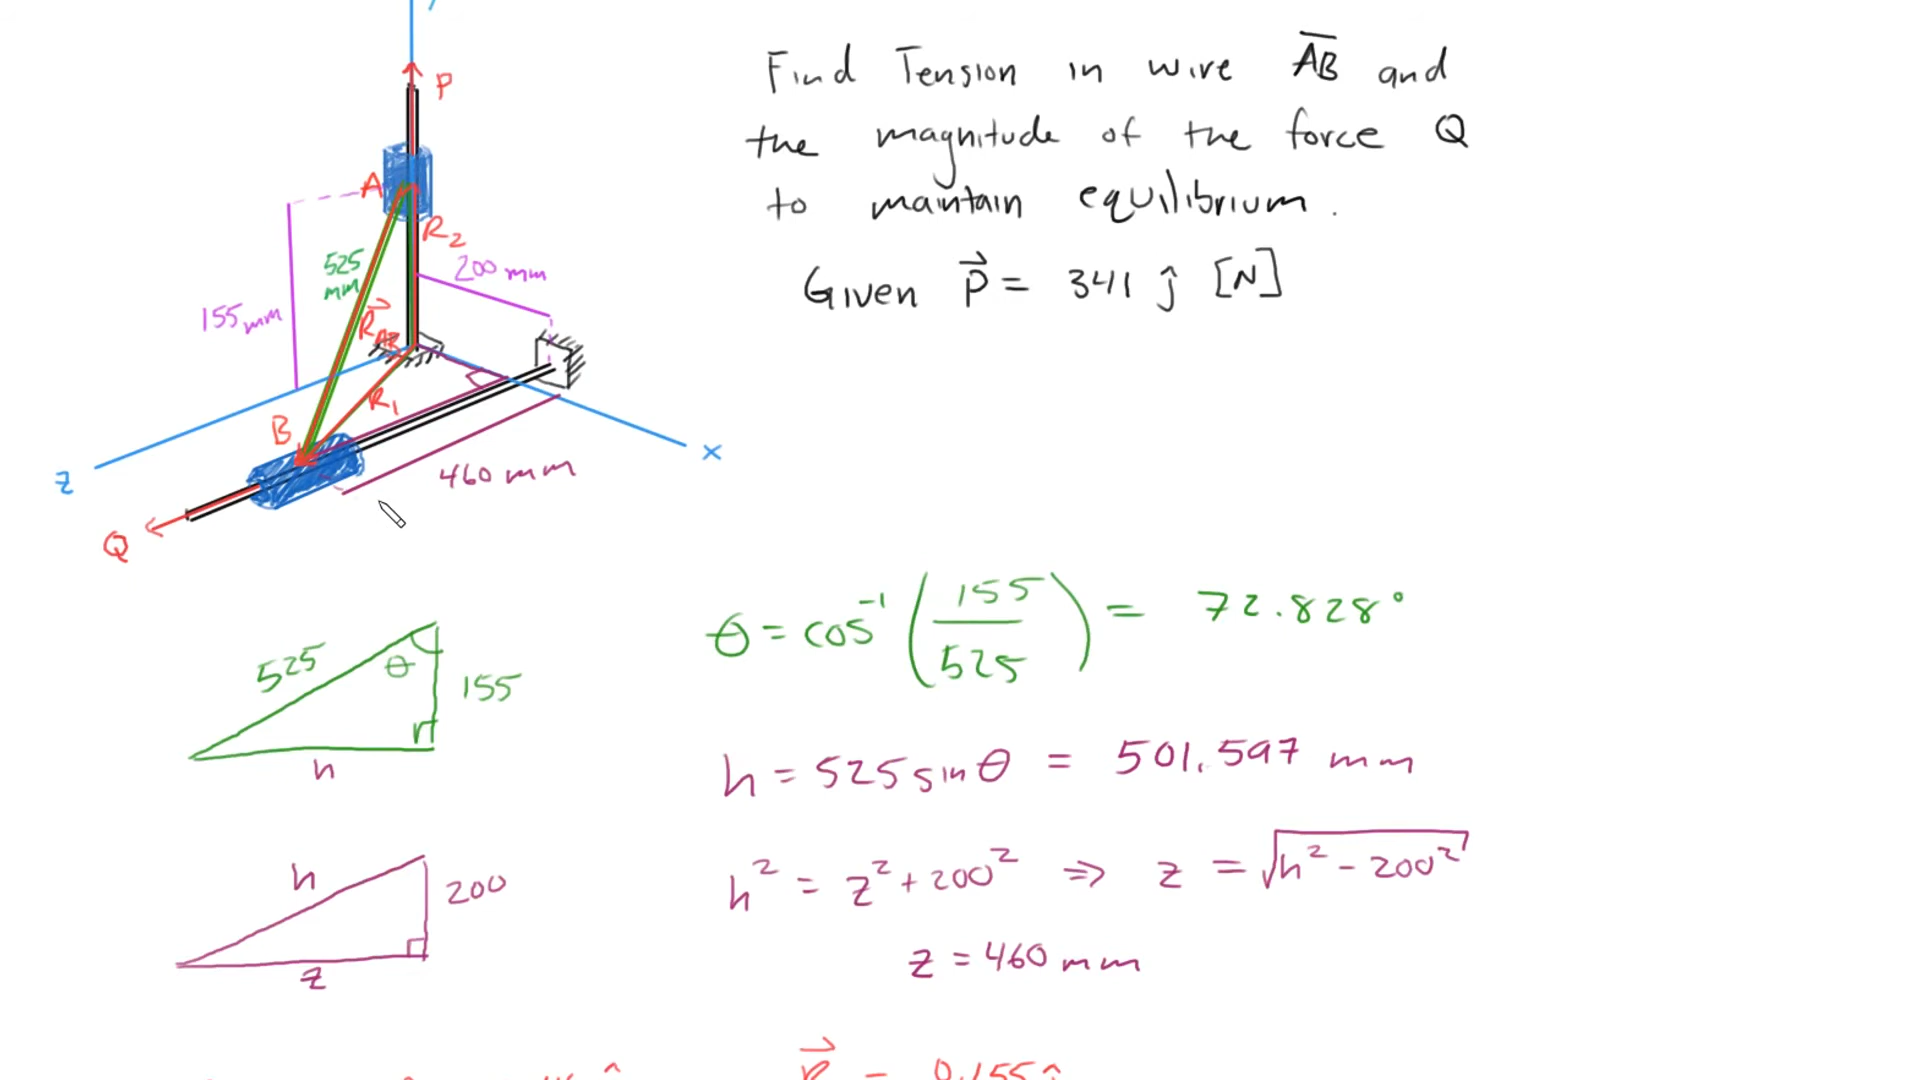 Find Tension in wire A̅B̅ and
the magnitude of the force Q
to maintain equilibrium.
Given P⃗ = 341 ĵ [N]
P
A
R₂
525
mm
200 mm
155 mm
R⃗AB
R₁
B
460 mm
x
z
Q
θ = cos⁻¹ (155/525) = 72.828°
525
θ
155
h
h = 525 sin θ = 501.597 mm
h
200
z
h² = z² + 200² ⇒ z = √(h² - 200²)
z = 460 mm
= 0.155 ĵ